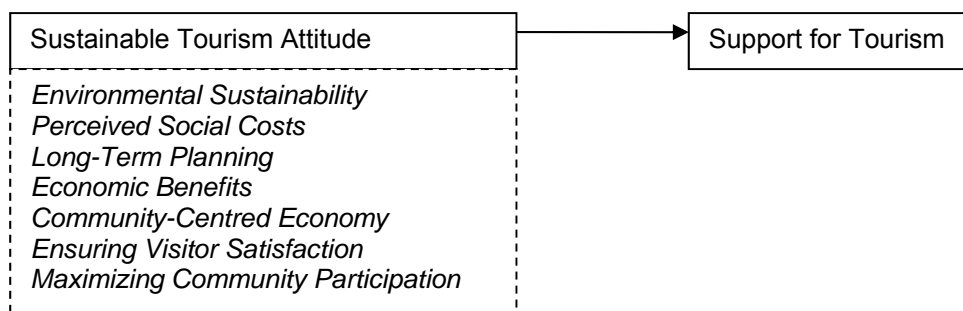 Sustainable Tourism Attitude
Support for Tourism
Environmental Sustainability
Perceived Social Costs
Long-Term Planning
Economic Benefits
Community-Centred Economy
Ensuring Visitor Satisfaction
Maximizing Community Participation